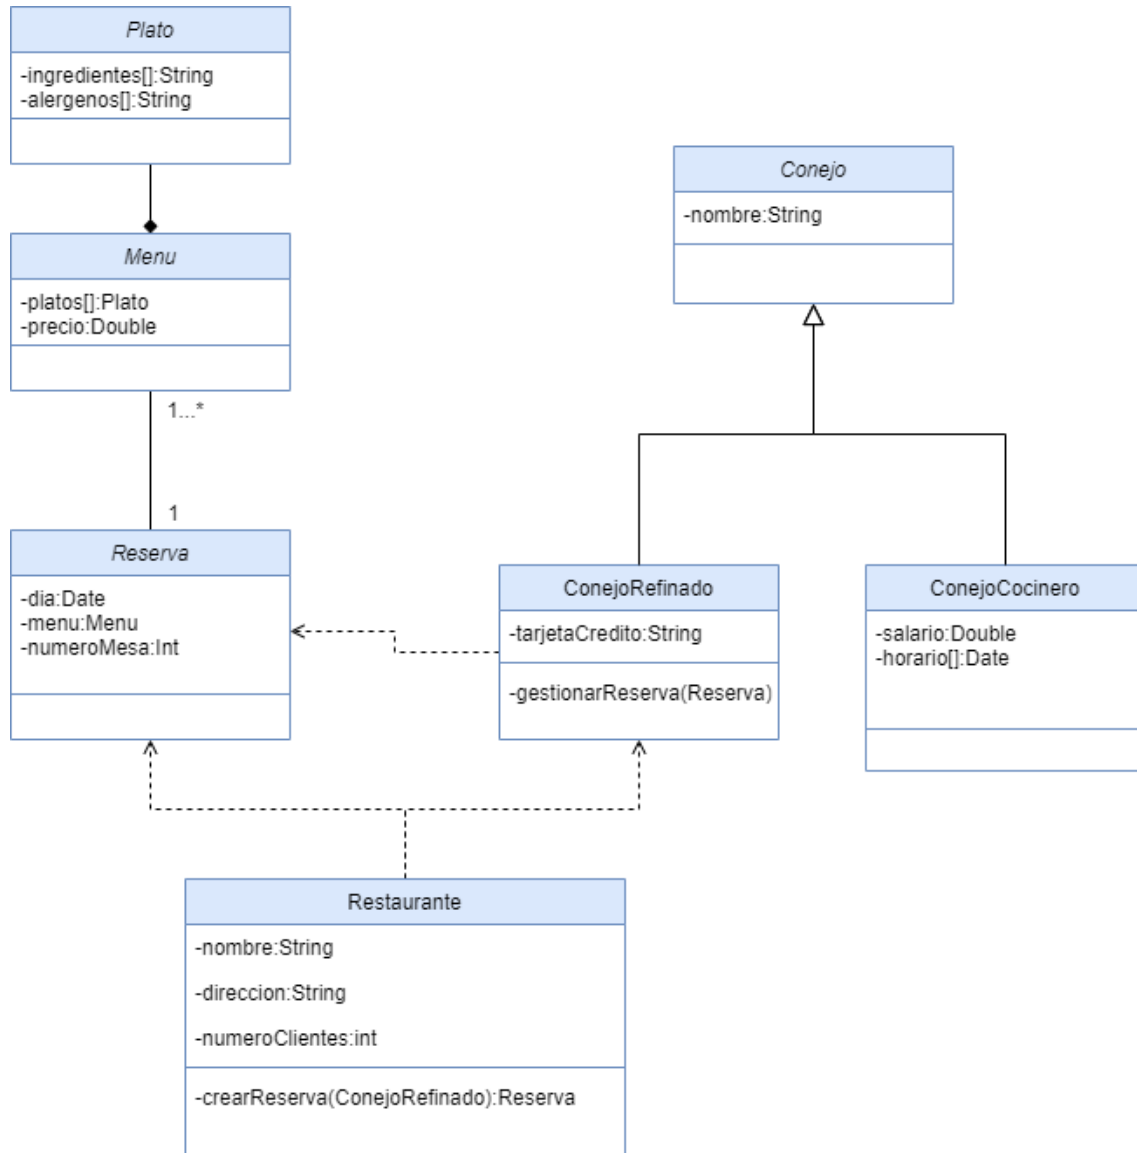 Plato
-ingredientes[]:String
-alergenos[]:String
Menu
-platos[]:Plato
-precio:Double
1...*
1
Reserva
-dia:Date
-menu:Menu
-numeroMesa:Int
Conejo
-nombre:String
ConejoRefinado
-tarjetaCredito:String
-gestionarReserva(Reserva)
ConejoCocinero
-salario:Double
-horario[]:Date
Restaurante
-nombre:String
-direccion:String
-numeroClientes:int
-crearReserva(ConejoRefinado):Reserva